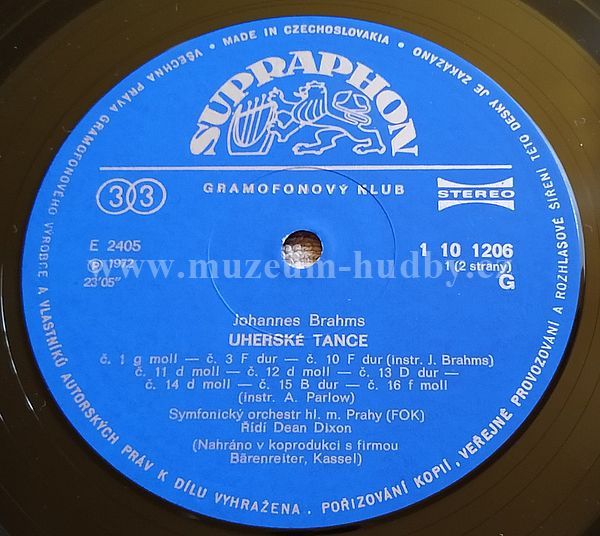 VŠECHNA PRÁVA GRAMOFONOVÉHO VÝROBCE A VLASTNÍKŮ AUTORSKÝCH PRÁV K DÍLU VYHRAŽENA. POŘIZOVÁNÍ KOPIÍ, VEŘEJNÉ PROVOZOVÁNÍ A ROZHLASOVÉ ŠÍŘENÍ TÉTO DESKY JE ZAKÁZÁNO • MADE IN CZECHOSLOVAKIA •
SUPRAPHON
33
GRAMOFONOVÝ KLUB
STEREO
E 2405
℗ 1972
23'05"
1 10 1206
1 (2 strany)
G
www.muzeum-hudby.cz
Johannes Brahms
UHERSKÉ TANCE
č. 1 g moll — č. 3 F dur — č. 10 F dur (instr. J. Brahms)
č. 11 d moll — č. 12 d moll — č. 13 D dur —
č. 14 d moll — č. 15 B dur — č. 16 f moll
(instr. A. Parlow)
Symfonický orchestr hl. m. Prahy (FOK)
Řídí Dean Dixon
(Nahráno v koprodukci s firmou
Bärenreiter, Kassel)